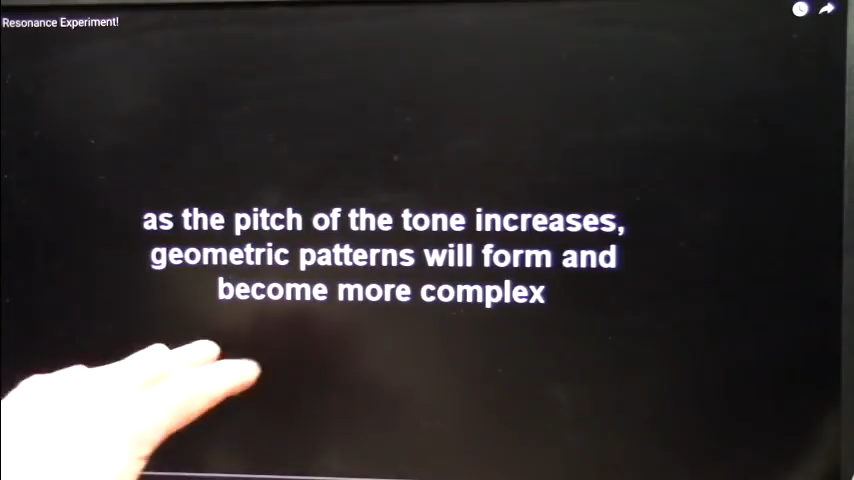 Resonance Experiment!
as the pitch of the tone increases,
geometric patterns will form and
become more complex